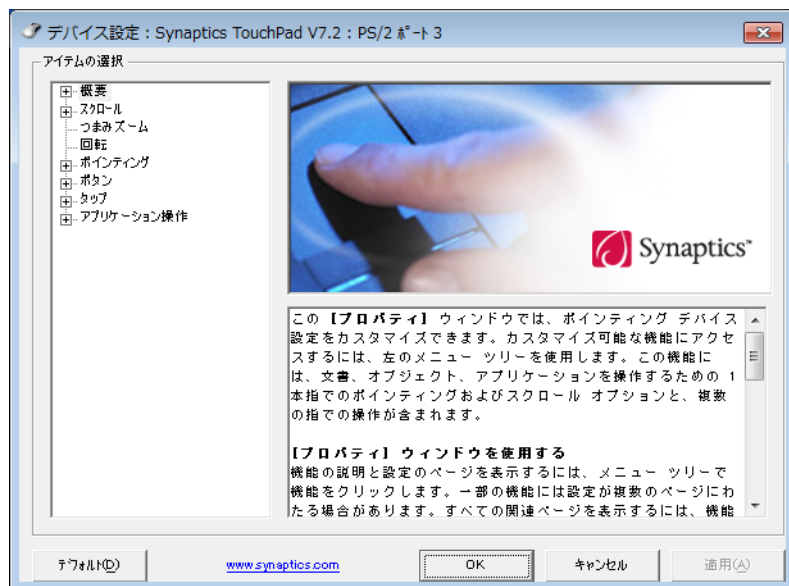 デバイス設定：Synaptics TouchPad V7.2：PS/2 ﾎﾟｰﾄ 3
アイテムの選択
概要
スクロール
つまみズーム
回転
ポインティング
ボタン
タップ
アプリケーション操作
Synaptics™
この【プロパティ】ウィンドウでは、ポインティング デバイス
設定をカスタマイズできます。カスタマイズ可能な機能にアクセ
スするには、左のメニュー ツリーを使用します。この機能に
は、文書、オブジェクト、アプリケーションを操作するための 1
本指でのポインティングおよびスクロール オプションと、複数
の指での操作が含まれます。
【プロパティ】ウィンドウを使用する
機能の説明と設定のページを表示するには、メニュー ツリーで
機能をクリックします。一部の機能には設定が複数のページにわ
たる場合があります。すべての関連ページを表示するには、機能
デフォルト(D)
www.synaptics.com
OK
キャンセル
適用(A)